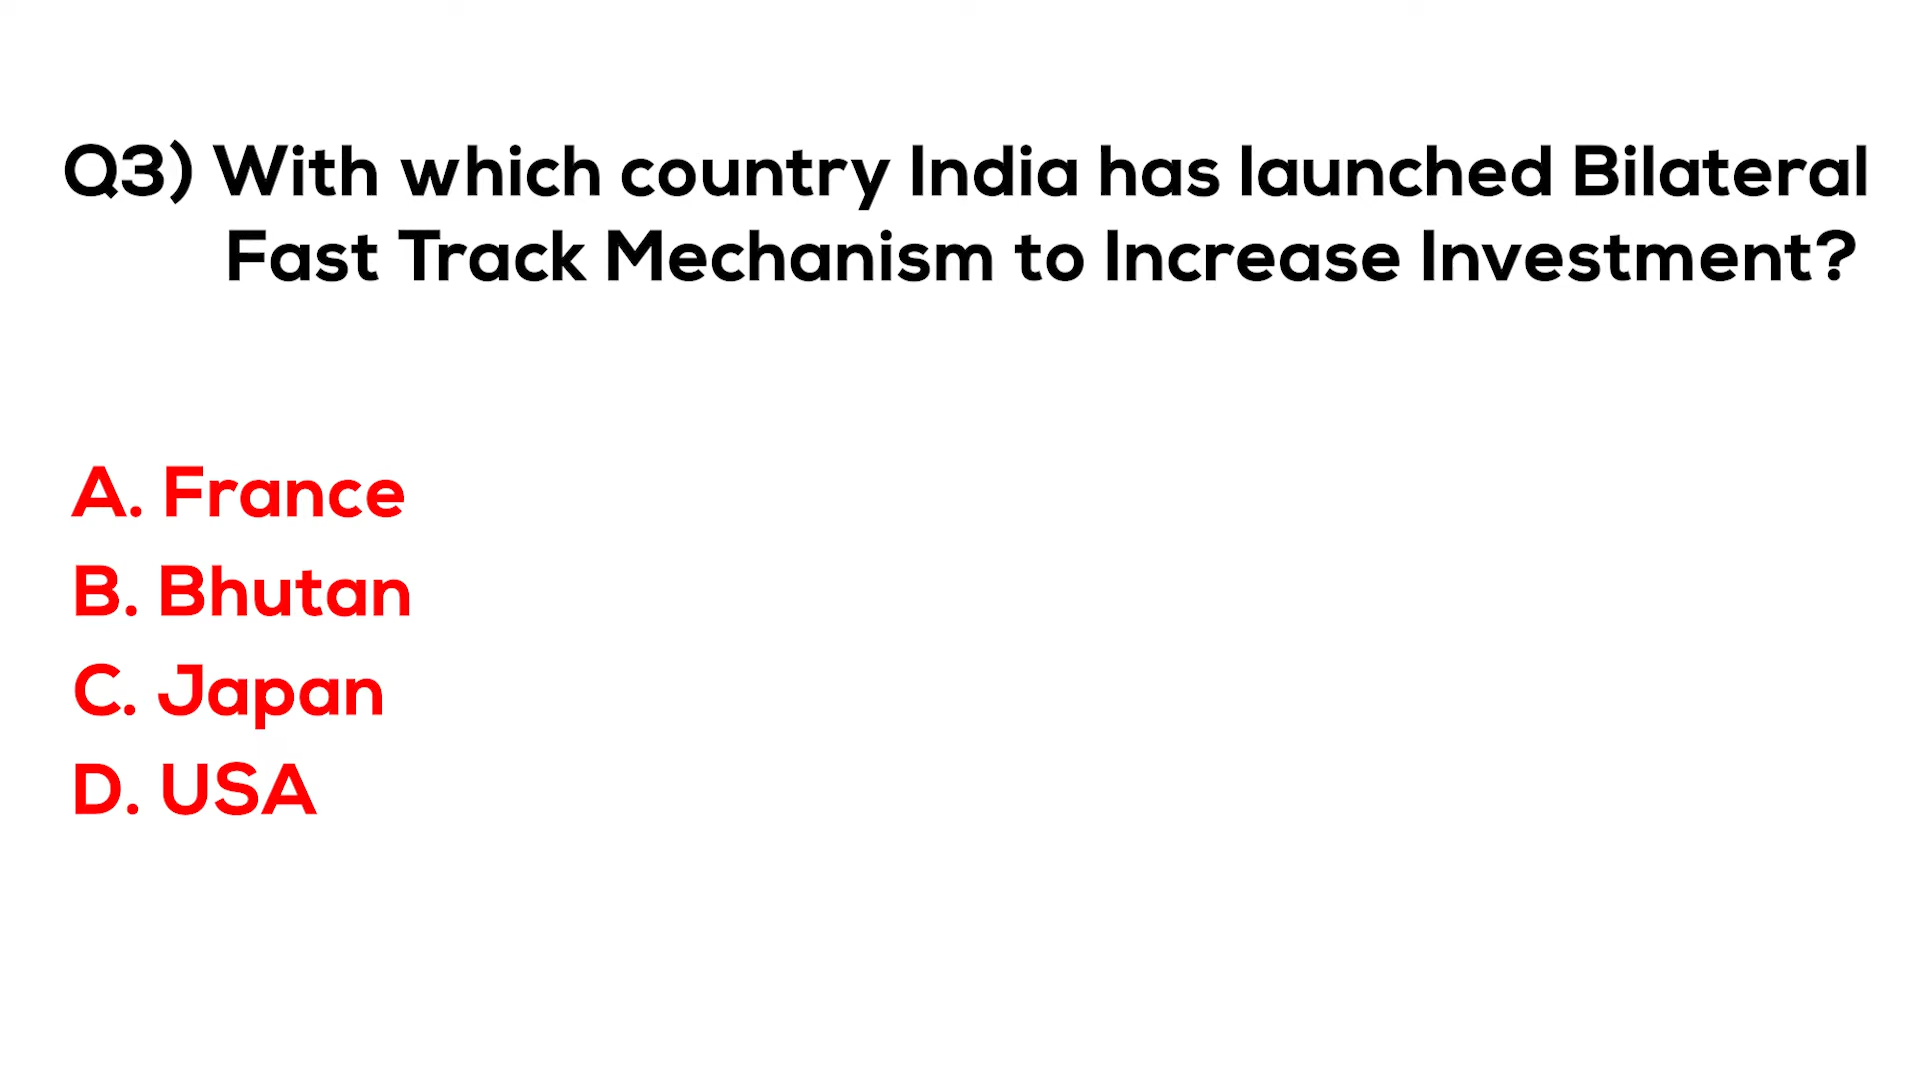 Q3) With which country India has launched Bilateral
Fast Track Mechanism to Increase Investment?
A. France
B. Bhutan
C. Japan
D. USA